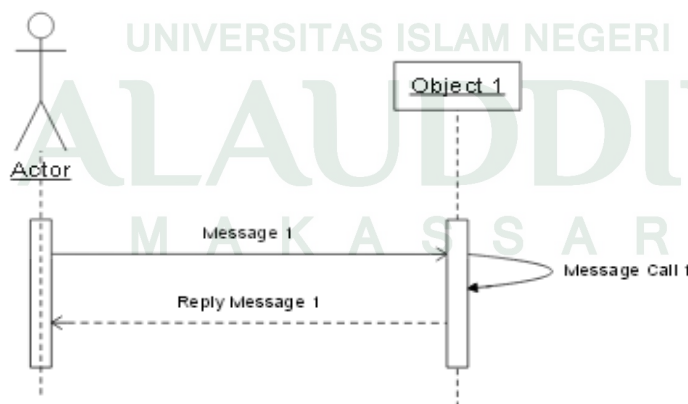 UNIVERSITAS ISLAM NEGERI
Object 1
ALAUDDI
Actor
MAKASSAR
Message 1
Message Call 1
Reply Message 1